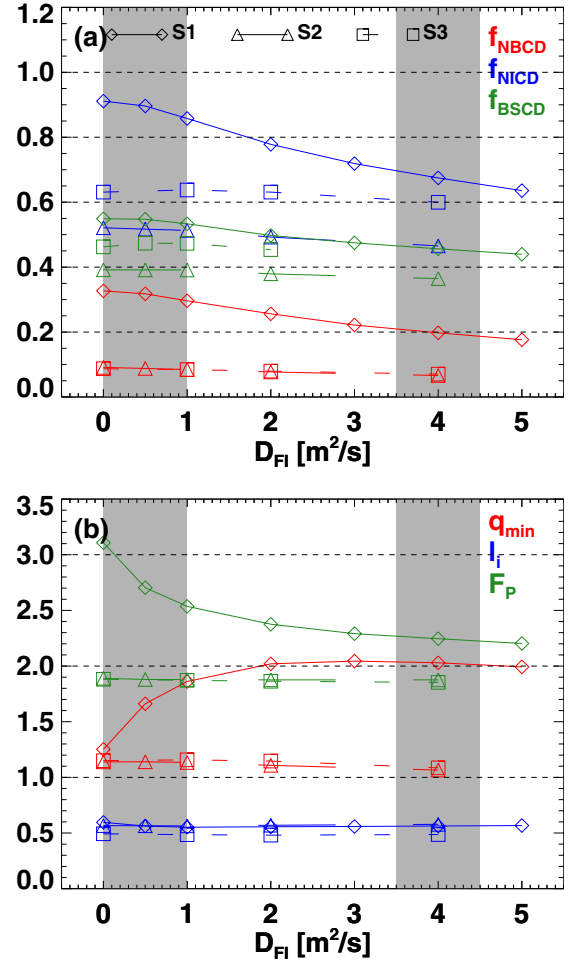 (a) S1 S2 S3
f_NBCD
f_NICD
f_BSCD
1.2
1.0
0.8
0.6
0.4
0.2
0.0
0 1 2 3 4 5
D_FI [m²/s]
(b)
q_min
l_i
F_P
3.5
3.0
2.5
2.0
1.5
1.0
0.5
0.0
0 1 2 3 4 5
D_FI [m²/s]